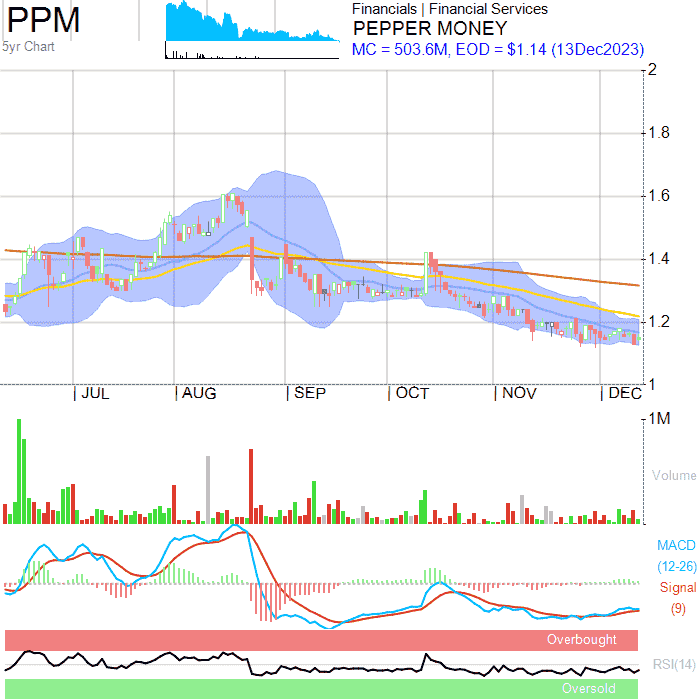 PPM
5yr Chart
Financials | Financial Services
PEPPER MONEY
MC = 503.6M, EOD = $1.14 (13Dec2023)
2
1.8
1.6
1.4
1.2
1
| JUL | AUG | SEP | OCT | NOV | DEC
1M
Volume
MACD
(12-26)
Signal
(9)
Overbought
RSI(14)
Oversold